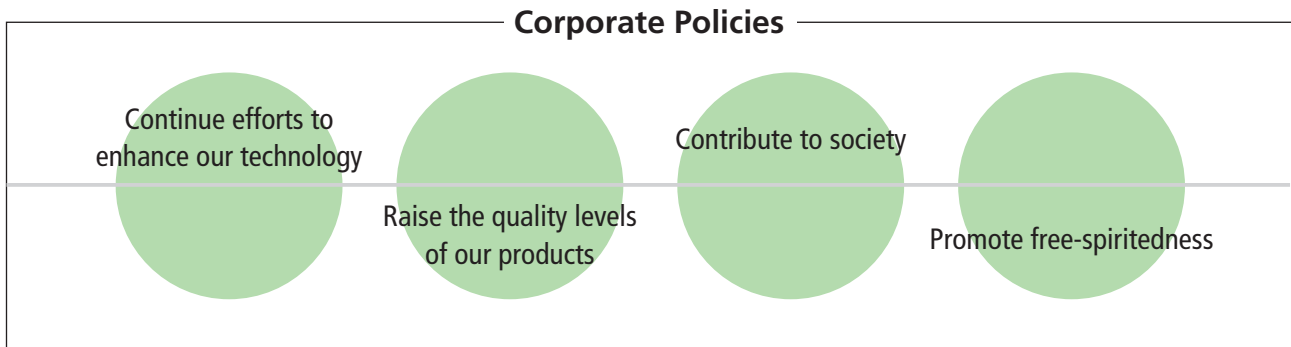 Corporate Policies
Continue efforts to
enhance our technology
Raise the quality levels
of our products
Contribute to society
Promote free-spiritedness